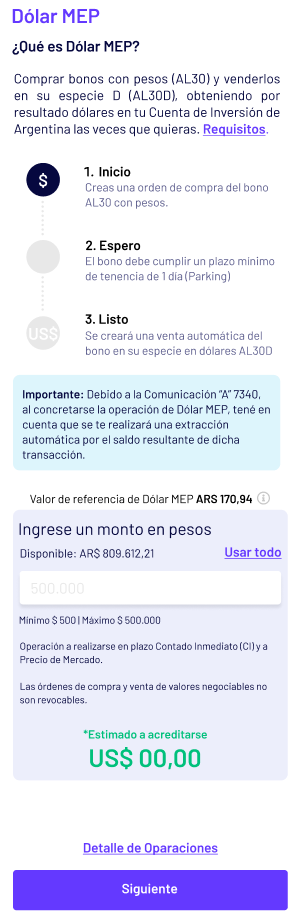 Dólar MEP
¿Qué es Dólar MEP?
Comprar bonos con pesos (AL30) y venderlos
en su especie D (AL30D), obteniendo por
resultado dólares en tu Cuenta de Inversión de
Argentina las veces que quieras. Requisitos.
$
1. Inicio
Creas una orden de compra del bono
AL30 con pesos.
2. Espero
El bono debe cumplir un plazo mínimo
de tenencia de 1 día (Parking)
US$
3. Listo
Se creará una venta automática del
bono en su especie en dólares AL30D
Importante: Debido a la Comunicación “A” 7340,
al concretarse la operación de Dólar MEP, tené en
cuenta que se te realizará una extracción
automática por el saldo resultante de dicha
transacción.
Valor de referencia de Dólar MEP ARS 170,94
Ingrese un monto en pesos
Disponible: AR$ 809.612,21 Usar todo
500.000
Mínimo $ 500 | Máximo $ 500.000
Operación a realizarse en plazo Contado Inmediato (CI) y a
Precio de Mercado.
Las órdenes de compra y venta de valores negociables no
son revocables.
*Estimado a acreditarse
US$ 00,00
Detalle de Oparaciones
Siguiente